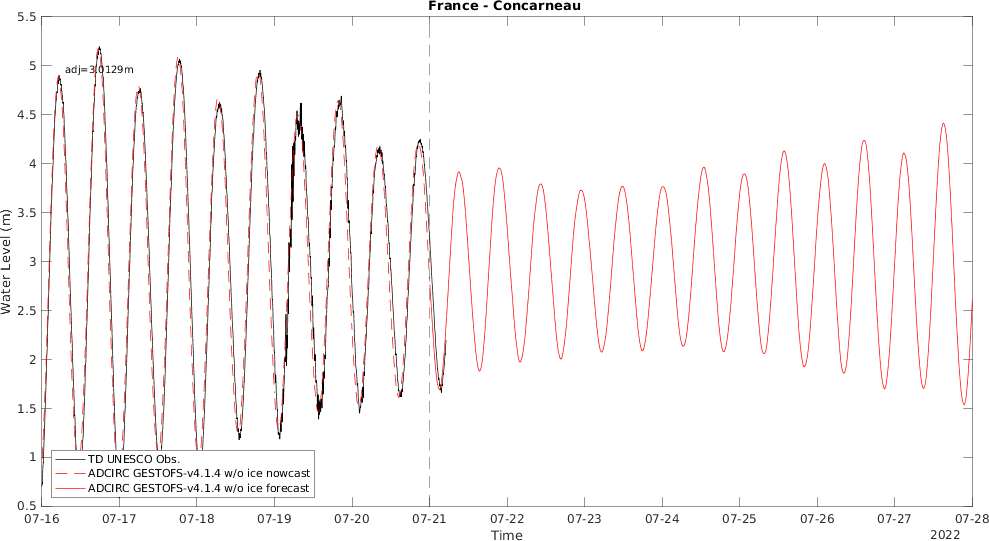 France - Concarneau
adj=3.0129m
Water Level (m)
5.5
5
4.5
4
3.5
3
2.5
2
1.5
1
0.5
TD UNESCO Obs.
ADCIRC GESTOFS-v4.1.4 w/o ice nowcast
ADCIRC GESTOFS-v4.1.4 w/o ice forecast
07-16 07-17 07-18 07-19 07-20 07-21 07-22 07-23 07-24 07-25 07-26 07-27 07-28
Time
2022